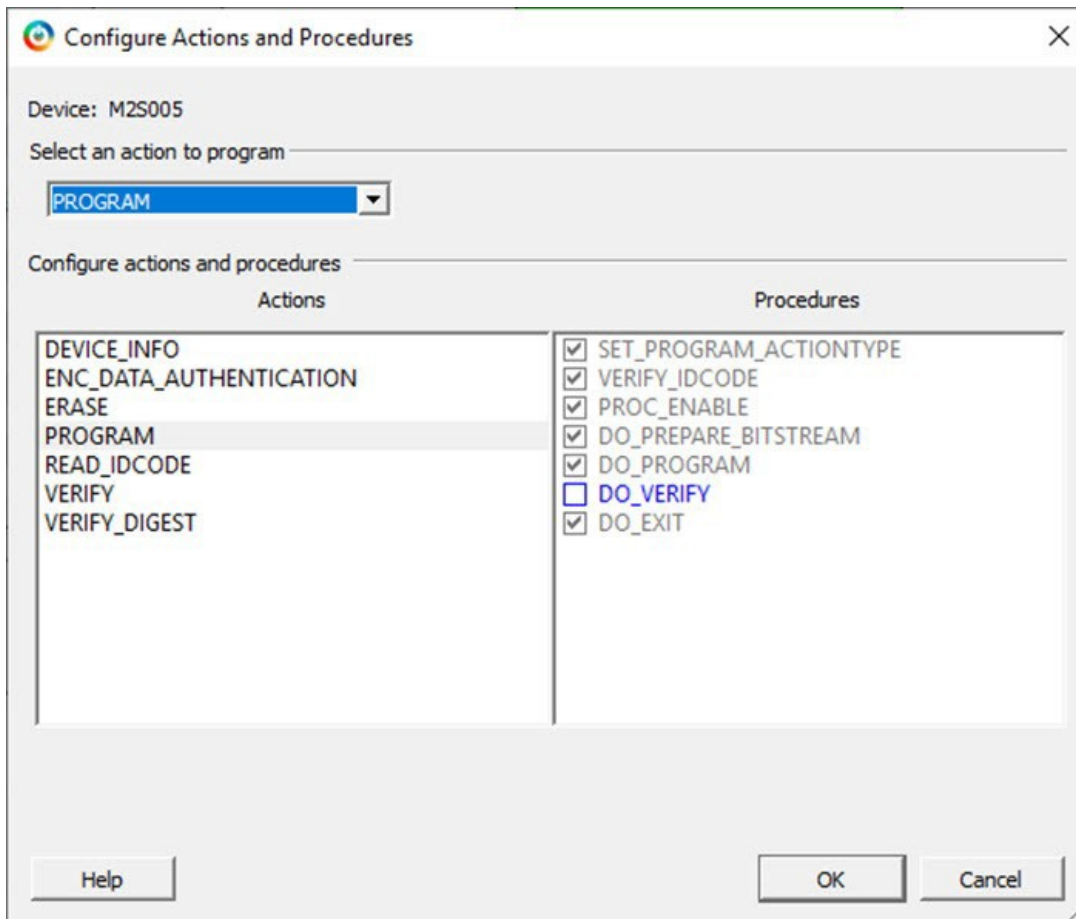 Configure Actions and Procedures
Device: M2S005
Select an action to program
PROGRAM
Configure actions and procedures
Actions
Procedures
DEVICE_INFO
ENC_DATA_AUTHENTICATION
ERASE
PROGRAM
READ_IDCODE
VERIFY
VERIFY_DIGEST
SET_PROGRAM_ACTIONTYPE
VERIFY_IDCODE
PROC_ENABLE
DO_PREPARE_BITSTREAM
DO_PROGRAM
DO_VERIFY
DO_EXIT
Help
OK
Cancel